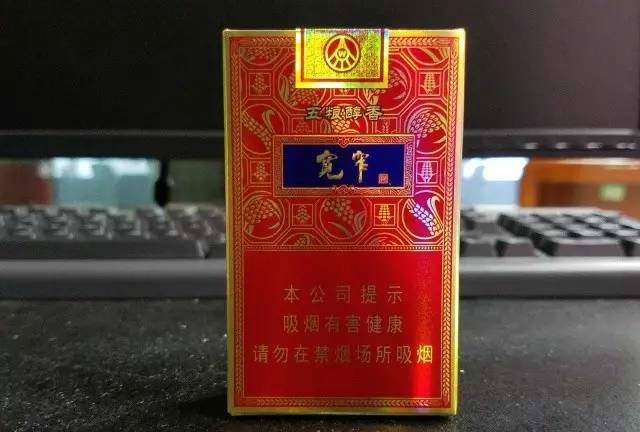 W
五粮醇香
宽窄
本公司提示
吸烟有害健康
请勿在禁烟场所吸烟